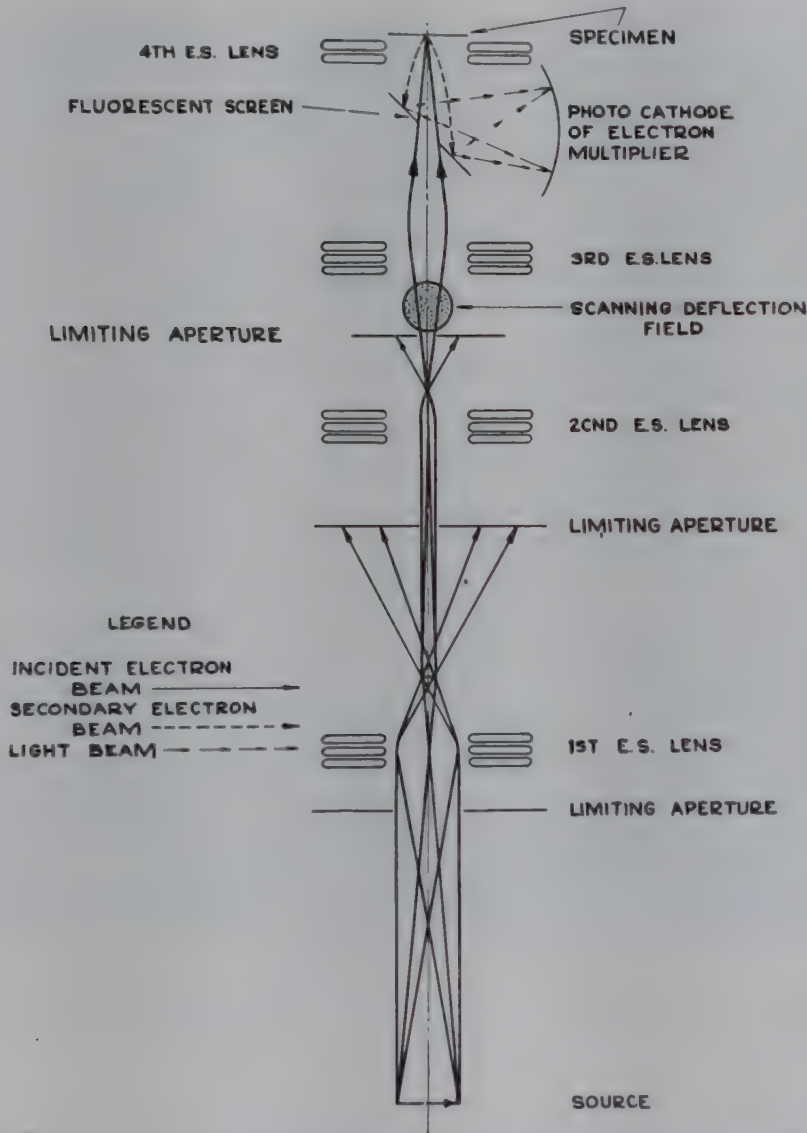 4TH E.S. LENS
SPECIMEN
FLUORESCENT SCREEN
PHOTO CATHODE
OF ELECTRON
MULTIPLIER
3RD E.S.LENS
SCANNING DEFLECTION
FIELD
LIMITING APERTURE
2CND E.S. LENS
LIMITING APERTURE
LEGEND
INCIDENT ELECTRON
BEAM
SECONDARY ELECTRON
BEAM
LIGHT BEAM
1ST E.S. LENS
LIMITING APERTURE
SOURCE